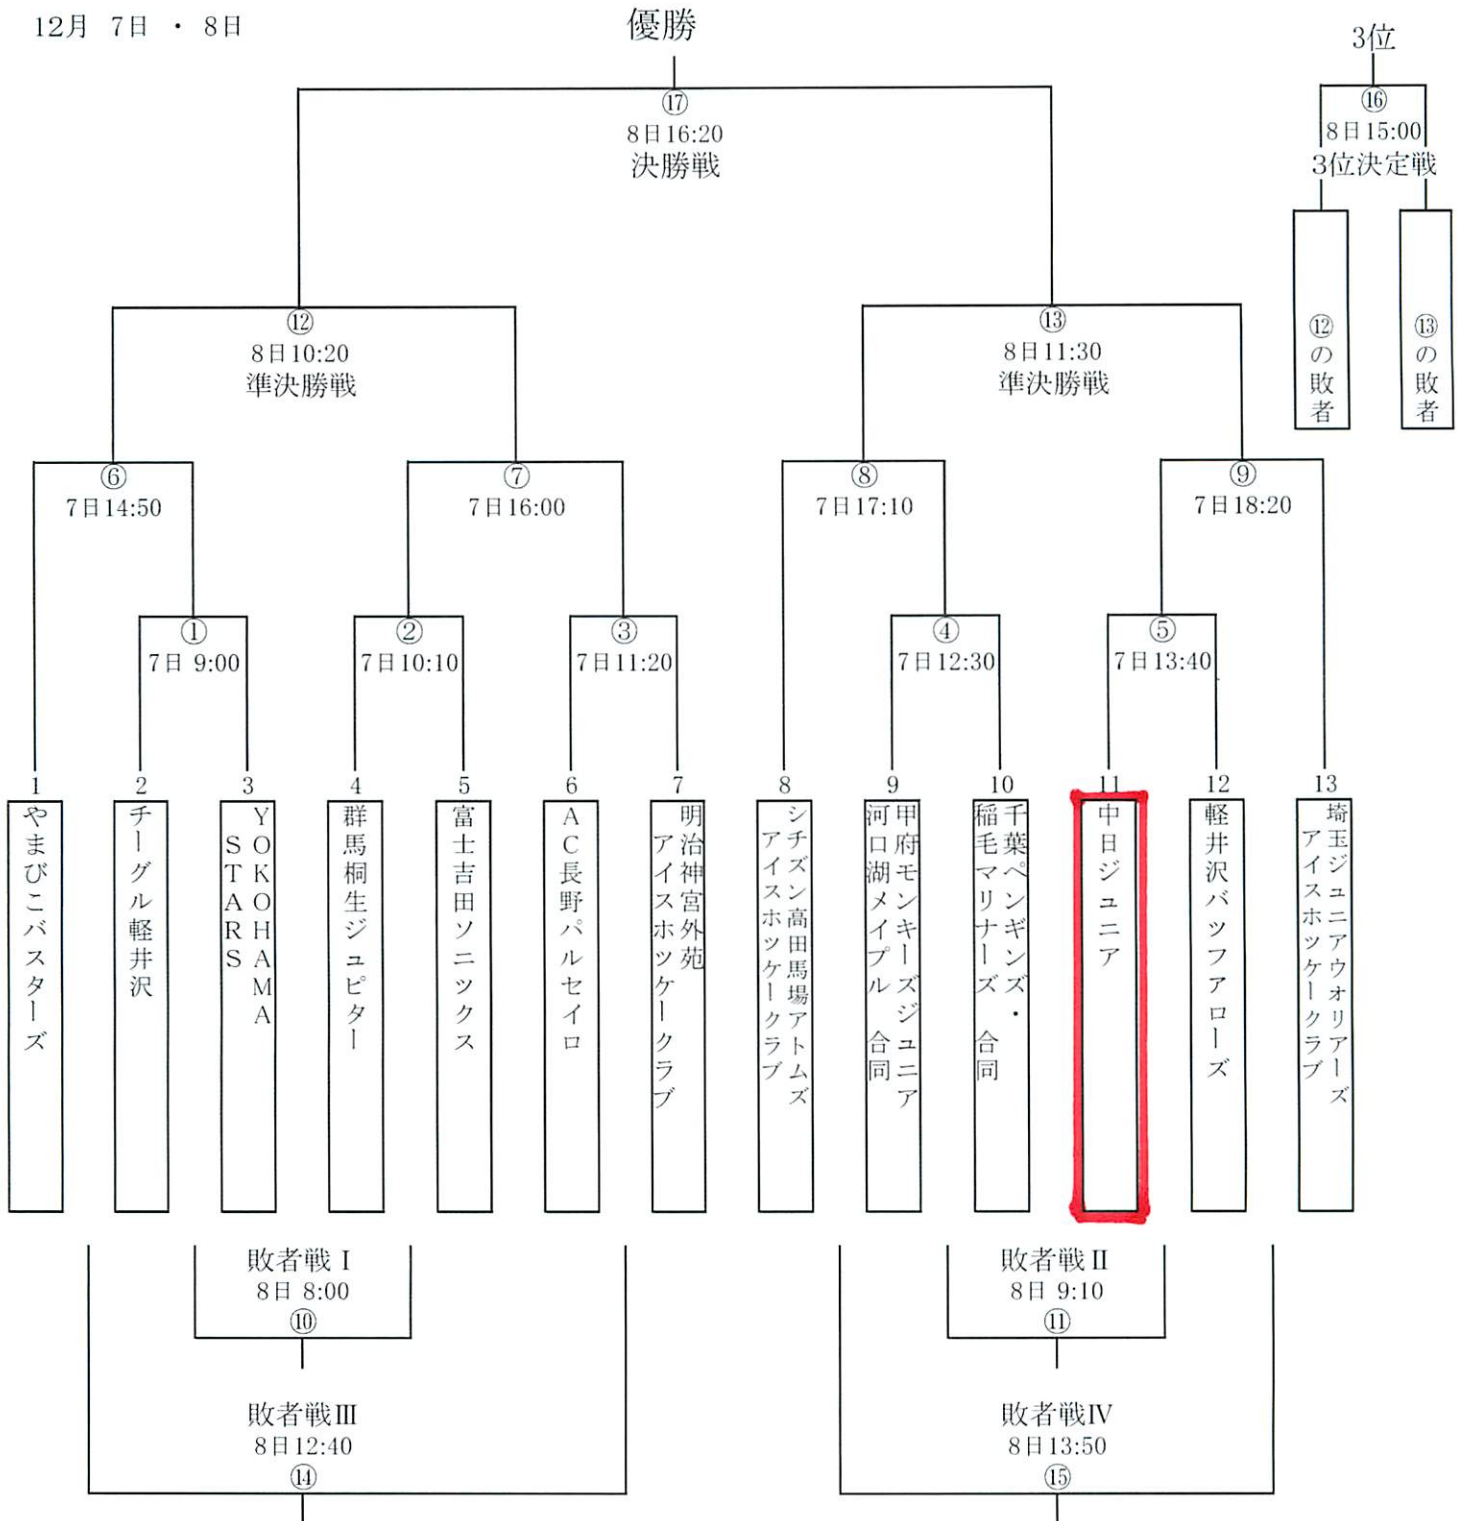 12月 7日 ・ 8日
優勝
3位
⑰
8日16:20
決勝戦
⑯
8日15:00
3位決定戦
⑫の敗者
⑬の敗者
⑫
8日10:20
準決勝戦
⑬
8日11:30
準決勝戦
⑥
7日14:50
⑦
7日16:00
⑧
7日17:10
⑨
7日18:20
①
7日 9:00
②
7日10:10
③
7日11:20
④
7日12:30
⑤
7日13:40
1
やまびこバスターズ
2
チーグル軽井沢
3
YOKOHAMA
STARS
4
群馬桐生ジュピター
5
富士吉田ソニックス
6
AC長野パルセイロ
7
明治神宮外苑
アイスホッケークラブ
8
シチズン高田馬場アトムズ
アイスホッケークラブ
9
甲府モンキーズジュニア
河口湖メイプル 合同
10
千葉ペンギンズ・
稲毛マリナーズ 合同
11
中日ジュニア
12
軽井沢バッファローズ
13
埼玉ジュニアウオリアーズ
アイスホッケークラブ
敗者戦Ⅰ
8日 8:00
⑩
敗者戦Ⅱ
8日 9:10
⑪
敗者戦Ⅲ
8日12:40
⑭
敗者戦Ⅳ
8日13:50
⑮